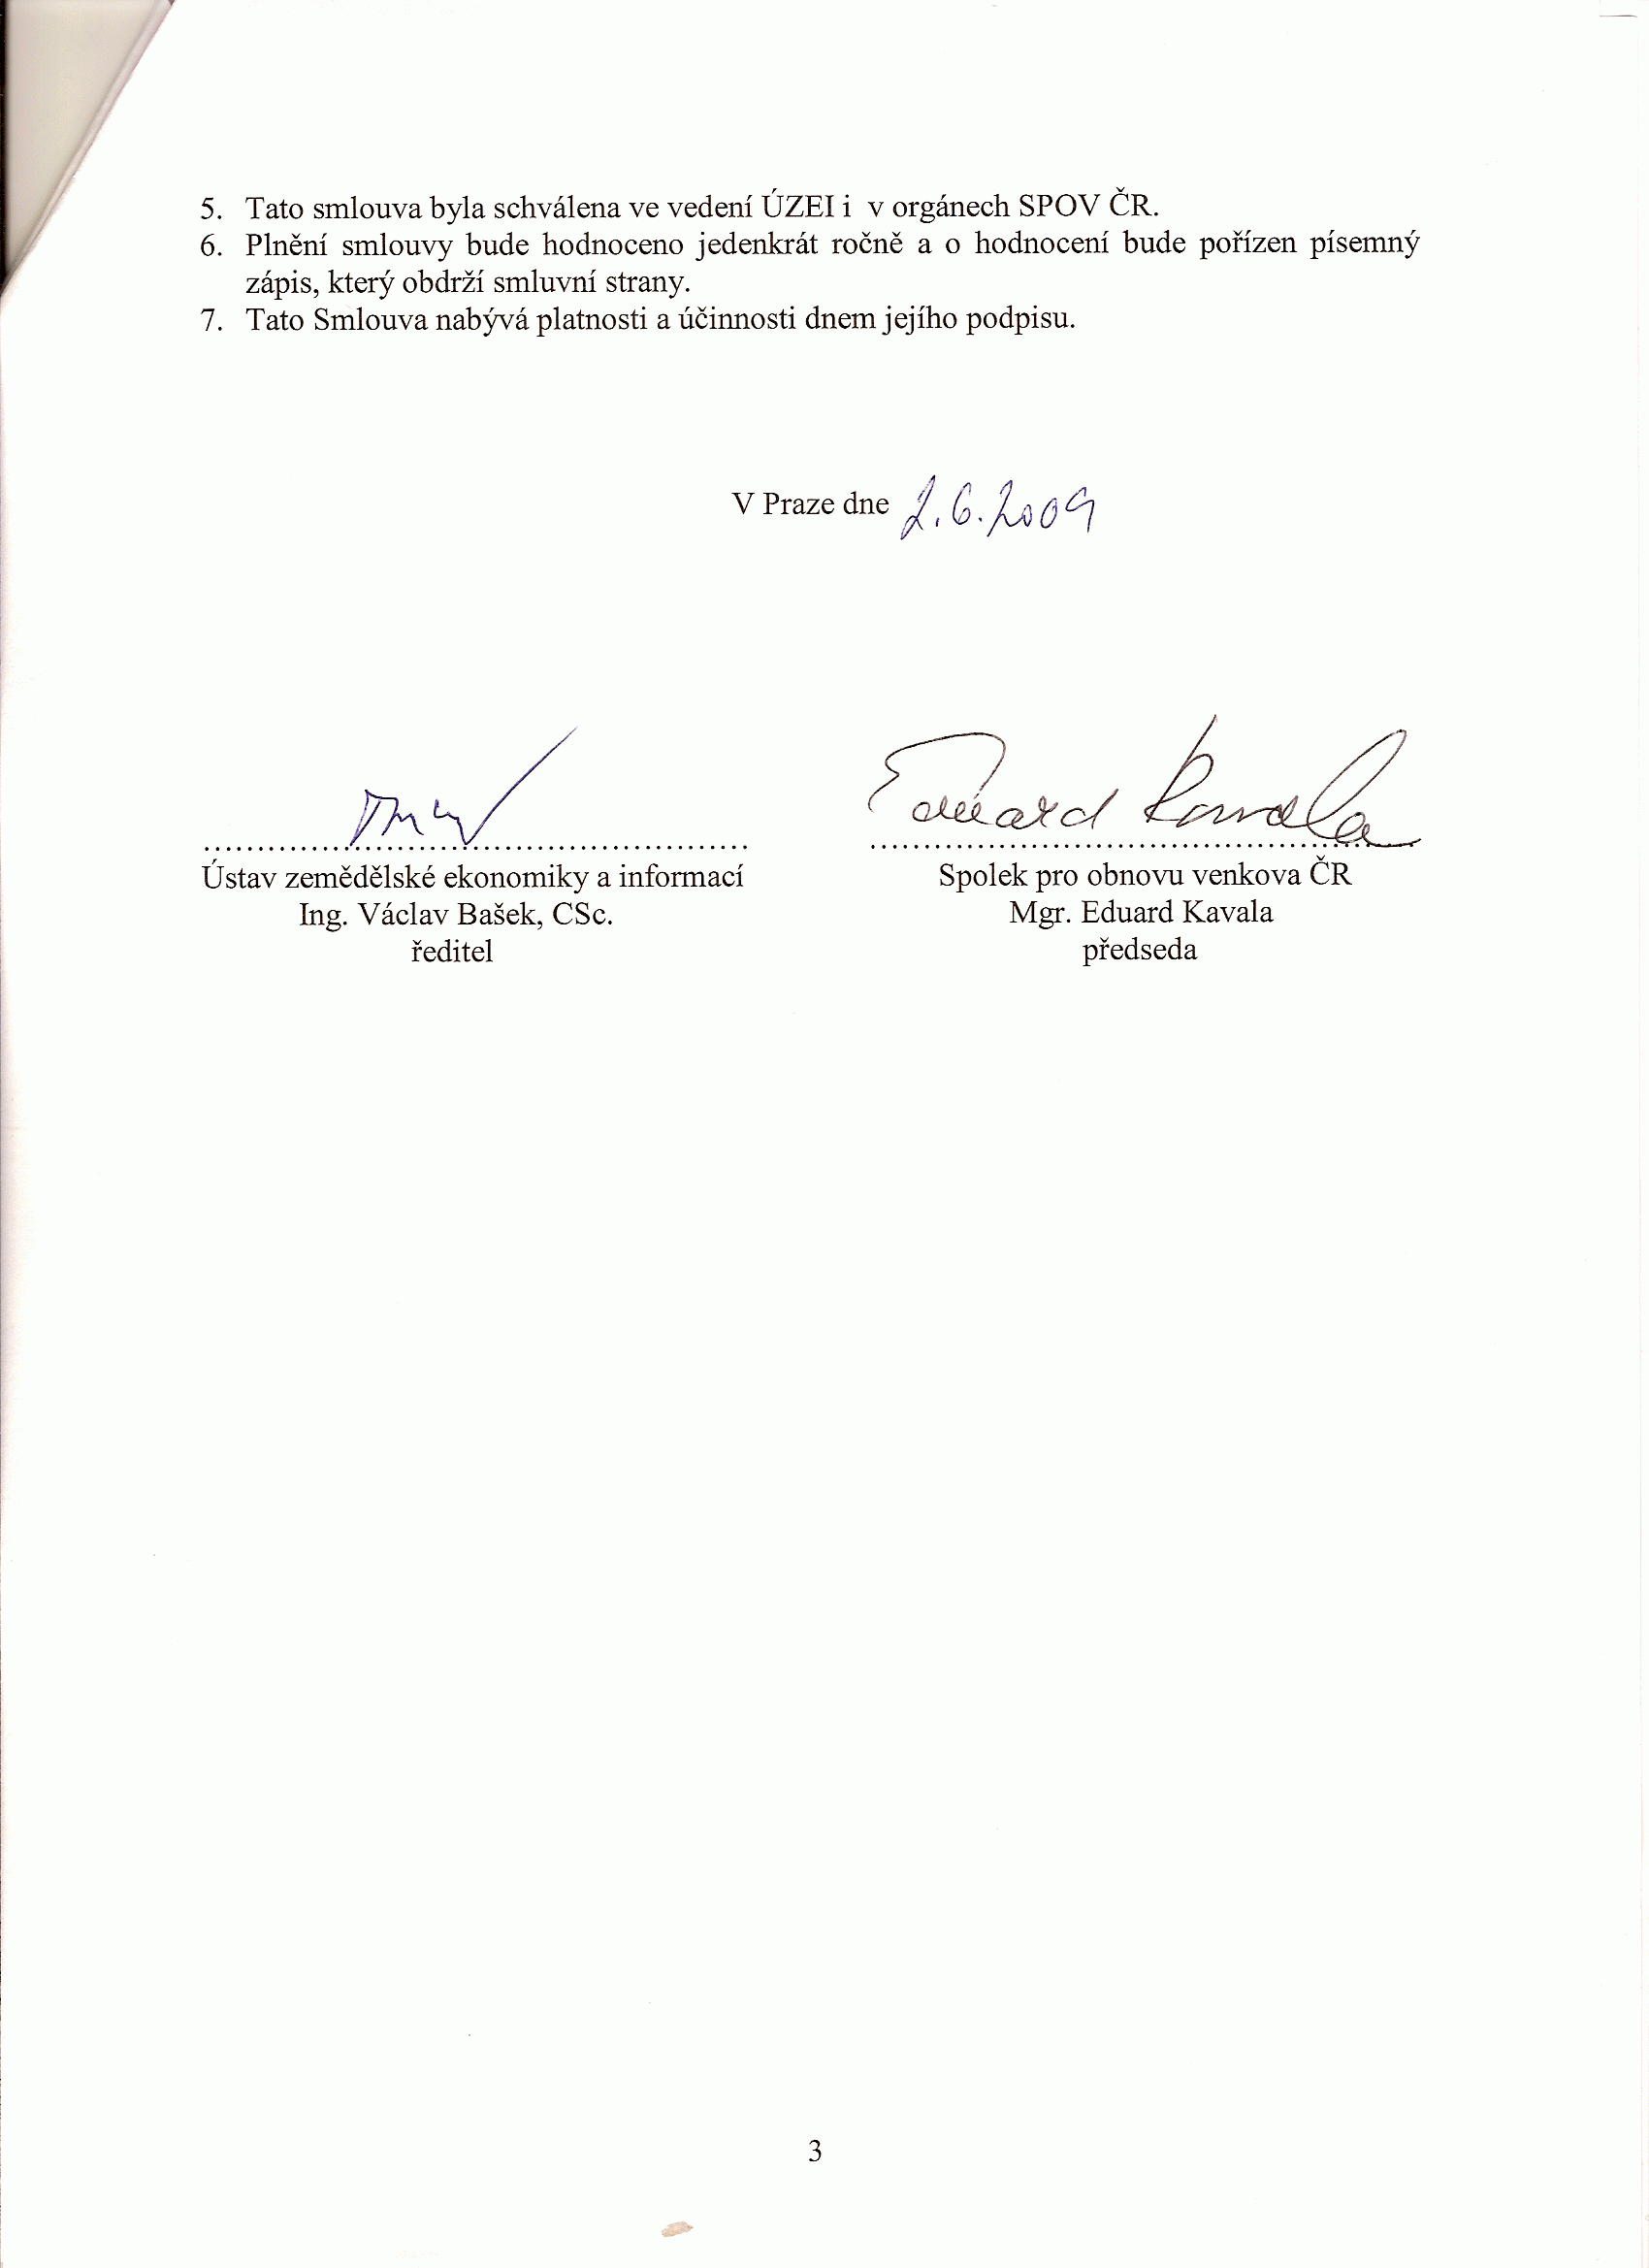 5. Tato smlouva byla schválena ve vedení ÚZEI i v orgánech SPOV ČR.
6. Plnění smlouvy bude hodnoceno jedenkrát ročně a o hodnocení bude pořízen písemný
zápis, který obdrží smluvní strany.
7. Tato Smlouva nabývá platnosti a účinnosti dnem jejího podpisu.
V Praze dne 2.6.2009
Eduard Kavala
Ústav zemědělské ekonomiky a informací
Ing. Václav Bašek, CSc.
ředitel
Spolek pro obnovu venkova ČR
Mgr. Eduard Kavala
předseda
3